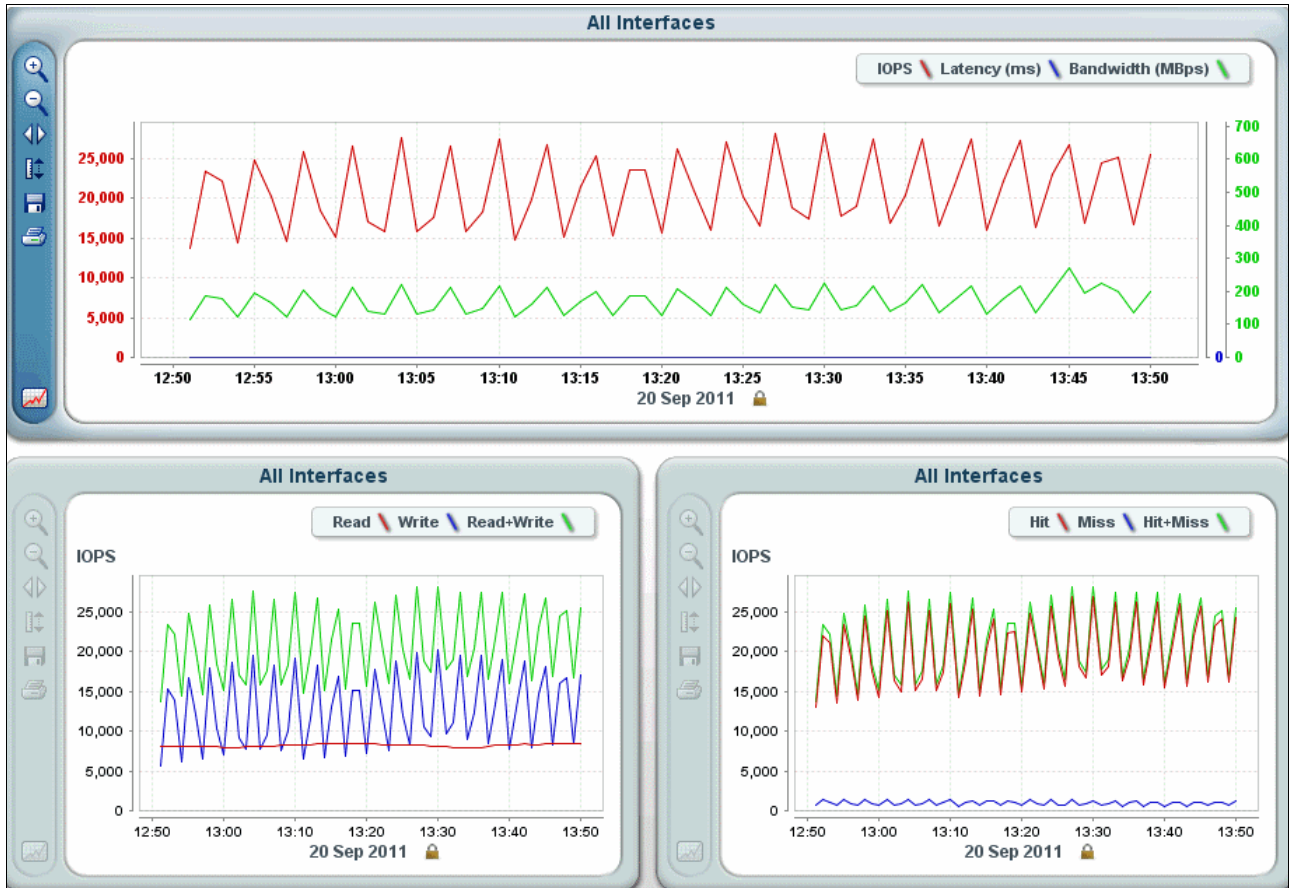 All Interfaces
IOPS Latency (ms) Bandwidth (MBps)
700
25,000 600
20,000 500
400
15,000
300
10,000
200
5,000 100
0 0 0
12:50 12:55 13:00 13:05 13:10 13:15 13:20 13:25 13:30 13:35 13:40 13:45 13:50
20 Sep 2011
All Interfaces
Read Write Read+Write
IOPS
25,000
20,000
15,000
10,000
5,000
0
12:50 13:00 13:10 13:20 13:30 13:40 13:50
20 Sep 2011
All Interfaces
Hit Miss Hit+Miss
IOPS
25,000
20,000
15,000
10,000
5,000
0
12:50 13:00 13:10 13:20 13:30 13:40 13:50
20 Sep 2011